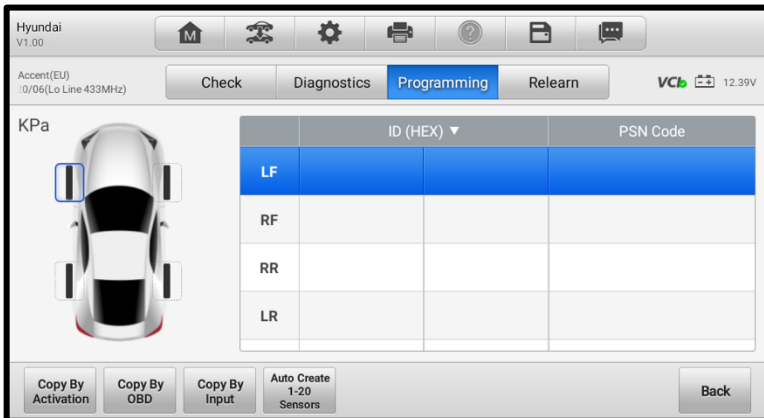 Hyundai
V1.00
M
?
Accent(EU)
0/06(Lo Line 433MHz)
Check
Diagnostics
Programming
Relearn
VCI
12.39V
KPa
ID (HEX) ▼
PSN Code
LF
RF
RR
LR
Copy By
Activation
Copy By
OBD
Copy By
Input
Auto Create
1-20
Sensors
Back